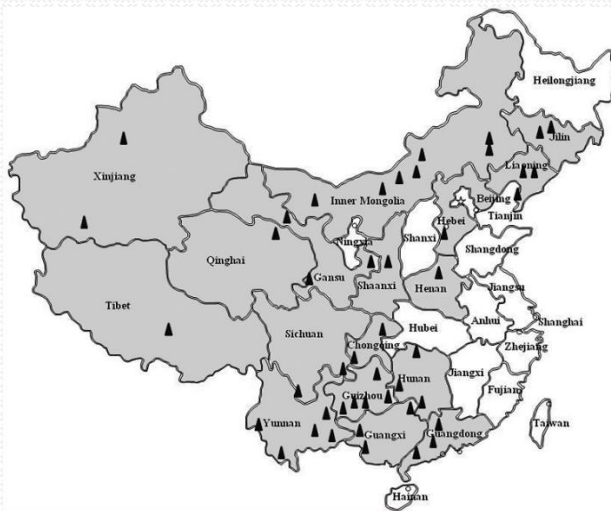 Heilongjiang
Jilin
Xinjiang
Liaoning
Inner Mongolia
Beijing
Tianjin
Hebei
Ningxia
Shanxi
Shangdong
Qinghai
Gansu
Shaanxi
Henan
Jiangsu
Tibet
Sichuan
Hubei
Anhui
Shanghai
Chongqing
Zhejiang
Hunan
Jiangxi
Guizhou
Fujian
Yunnan
Guangxi
Guangdong
Taiwan
Hainan